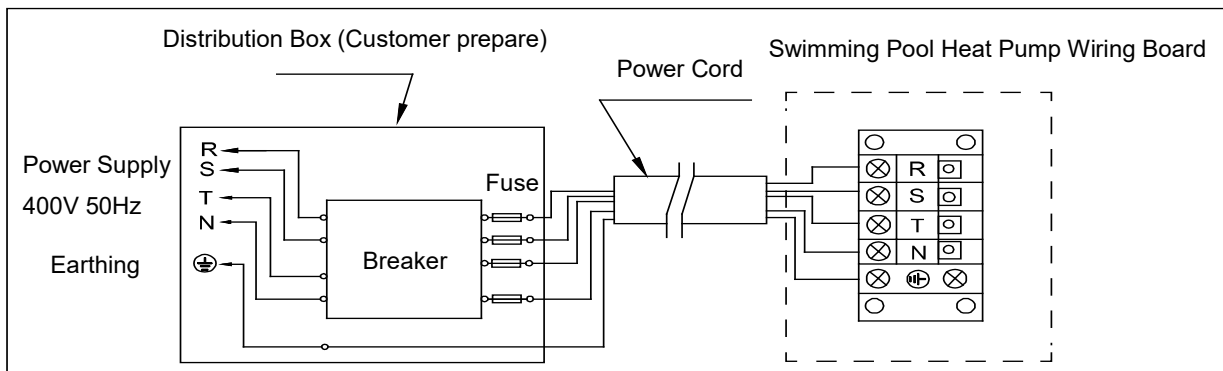 Distribution Box (Customer prepare)
Swimming Pool Heat Pump Wiring Board
Power Cord
Power Supply
400V 50Hz
Earthing
R
S
T
N
Fuse
Breaker
R
S
T
N